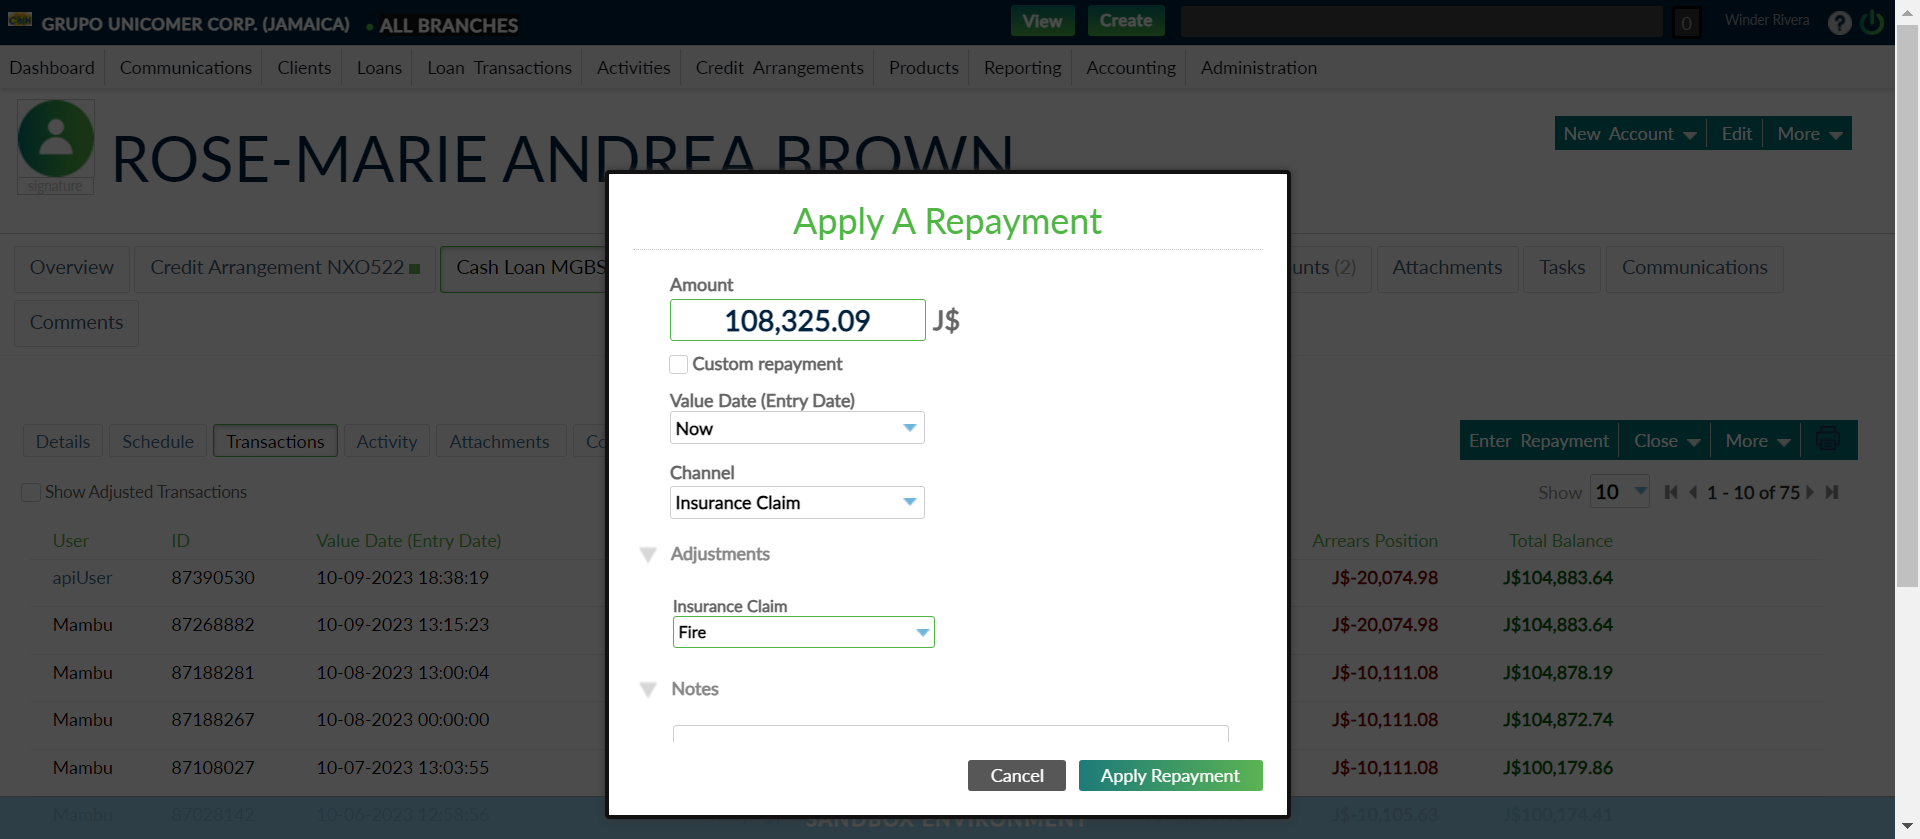 GRUPO UNICOMER CORP. (JAMAICA) ALL BRANCHES View Create 0 Winder Rivera ?
Dashboard Communications Clients Loans Loan Transactions Activities Credit Arrangements Products Reporting Accounting Administration
signature
ROSE-MARIE ANDREA BROWN
New Account Edit More
Overview Credit Arrangement NXO522 Cash Loan MGBS unts (2) Attachments Tasks Communications
Comments
Details Schedule Transactions Activity Attachments Co
Enter Repayment Close More
Show Adjusted Transactions
Show 10 1 - 10 of 75
User ID Value Date (Entry Date) Arrears Position Total Balance
apiUser 87390530 10-09-2023 18:38:19 J$-20,074.98 J$104,883.64
Mambu 87268882 10-09-2023 13:15:23 J$-20,074.98 J$104,883.64
Mambu 87188281 10-08-2023 13:00:04 J$-10,111.08 J$104,878.19
Mambu 87188267 10-08-2023 00:00:00 J$-10,111.08 J$104,872.74
Mambu 87108027 10-07-2023 13:03:55 J$-10,111.08 J$100,179.86
Mambu 87028142 10-06-2023 12:58:56 J$-10,105.63 J$100,174.41
SANDBOX ENVIRONMENT
Apply A Repayment
Amount
108,325.09 J$
Custom repayment
Value Date (Entry Date)
Now
Channel
Insurance Claim
Adjustments
Insurance Claim
Fire
Notes
Cancel Apply Repayment